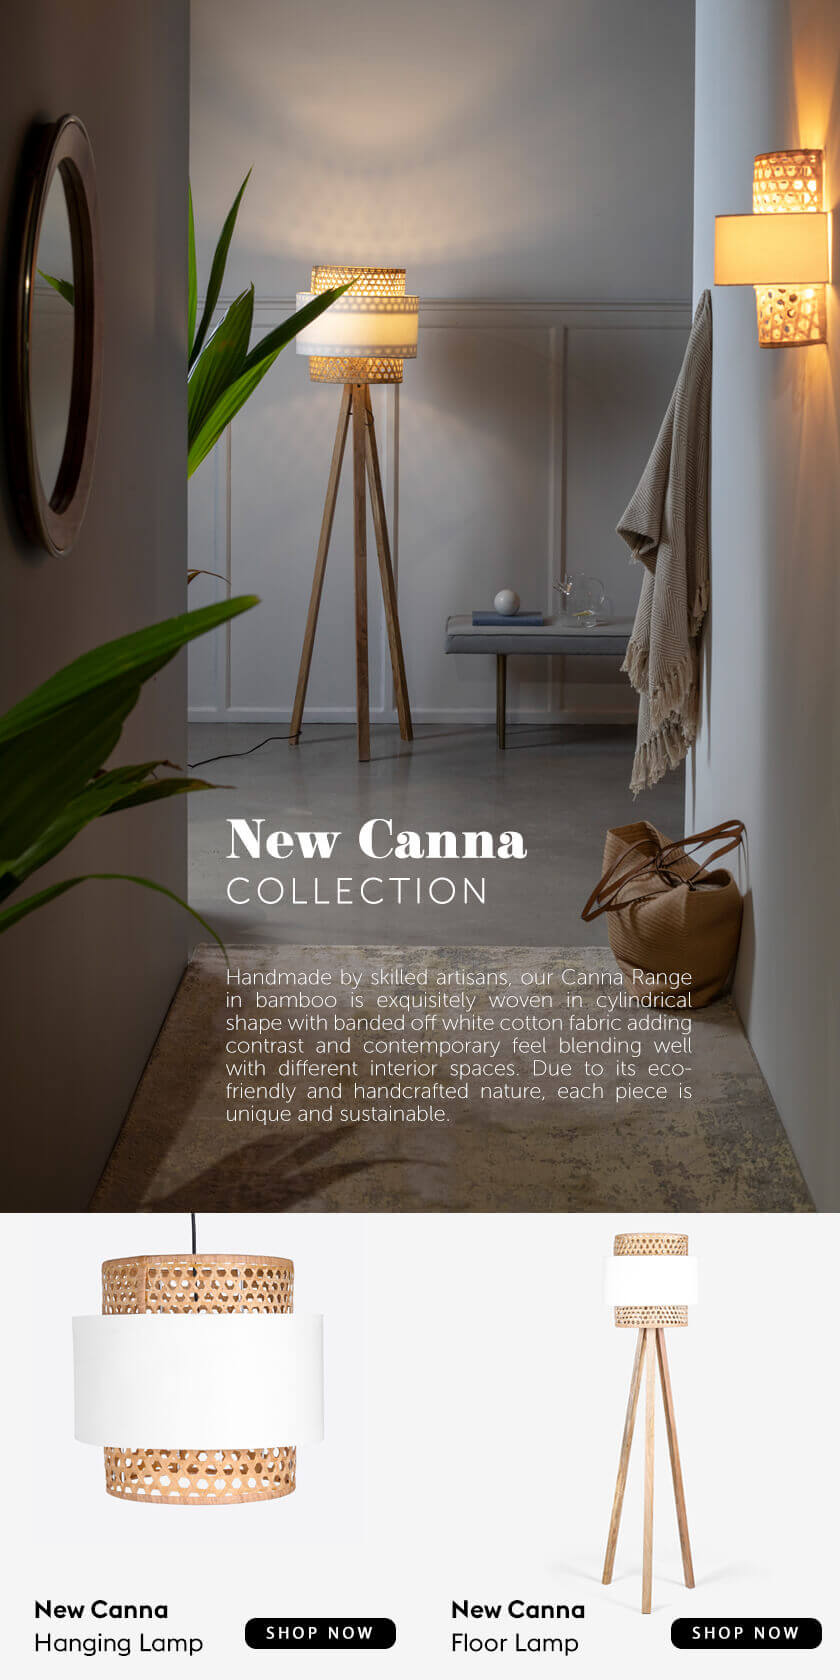 New Canna
COLLECTION
Handmade by skilled artisans, our Canna Range
in bamboo is exquisitely woven in cylindrical
shape with banded off white cotton fabric adding
contrast and contemporary feel blending well
with different interior spaces. Due to its eco-
friendly and handcrafted nature, each piece is
unique and sustainable.
New Canna
Hanging Lamp
SHOP NOW
New Canna
Floor Lamp
SHOP NOW